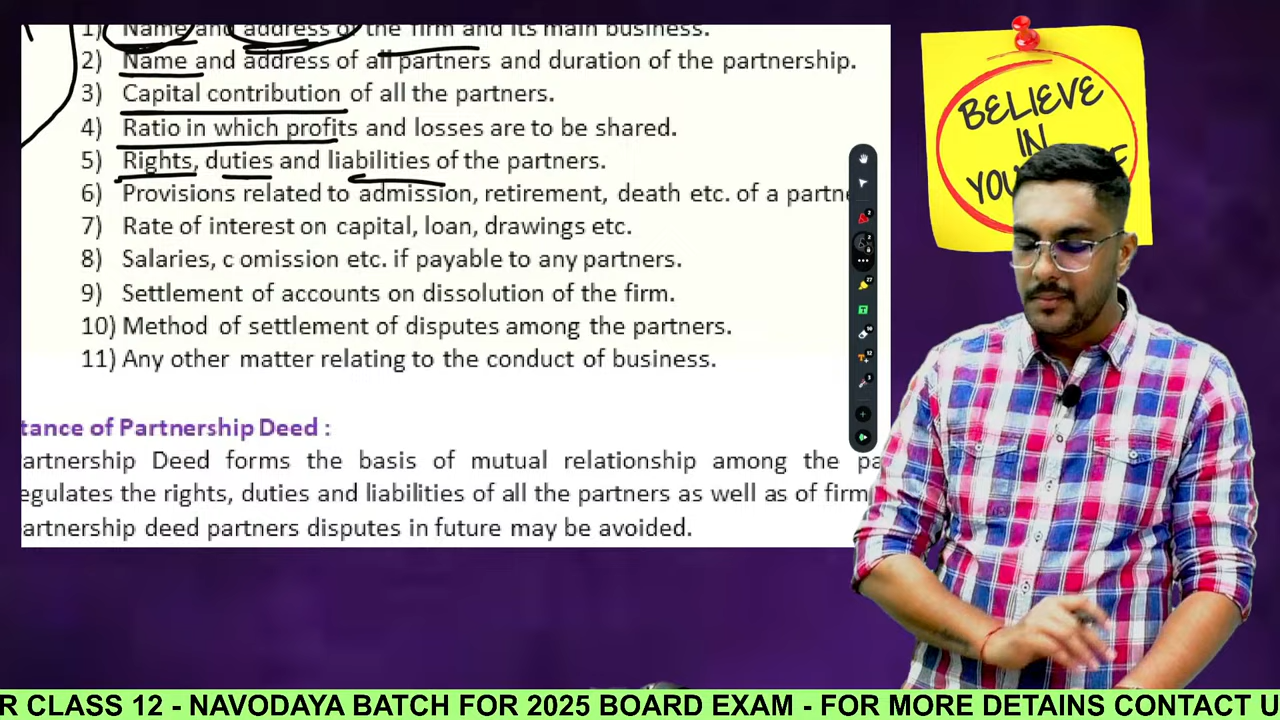 1) Name and address of the firm and its main business.
2) Name and address of all partners and duration of the partnership.
3) Capital contribution of all the partners.
4) Ratio in which profits and losses are to be shared.
5) Rights, duties and liabilities of the partners.
6) Provisions related to admission, retirement, death etc. of a partne
7) Rate of interest on capital, loan, drawings etc.
8) Salaries, c omission etc. if payable to any partners.
9) Settlement of accounts on dissolution of the firm.
10) Method of settlement of disputes among the partners.
11) Any other matter relating to the conduct of business.
tance of Partnership Deed :
artnership Deed forms the basis of mutual relationship among the pa
egulates the rights, duties and liabilities of all the partners as well as of firm
artnership deed partners disputes in future may be avoided.
BELIEVE
IN
R CLASS 12 - NAVODAYA BATCH FOR 2025 BOARD EXAM - FOR MORE DETAINS CONTACT U